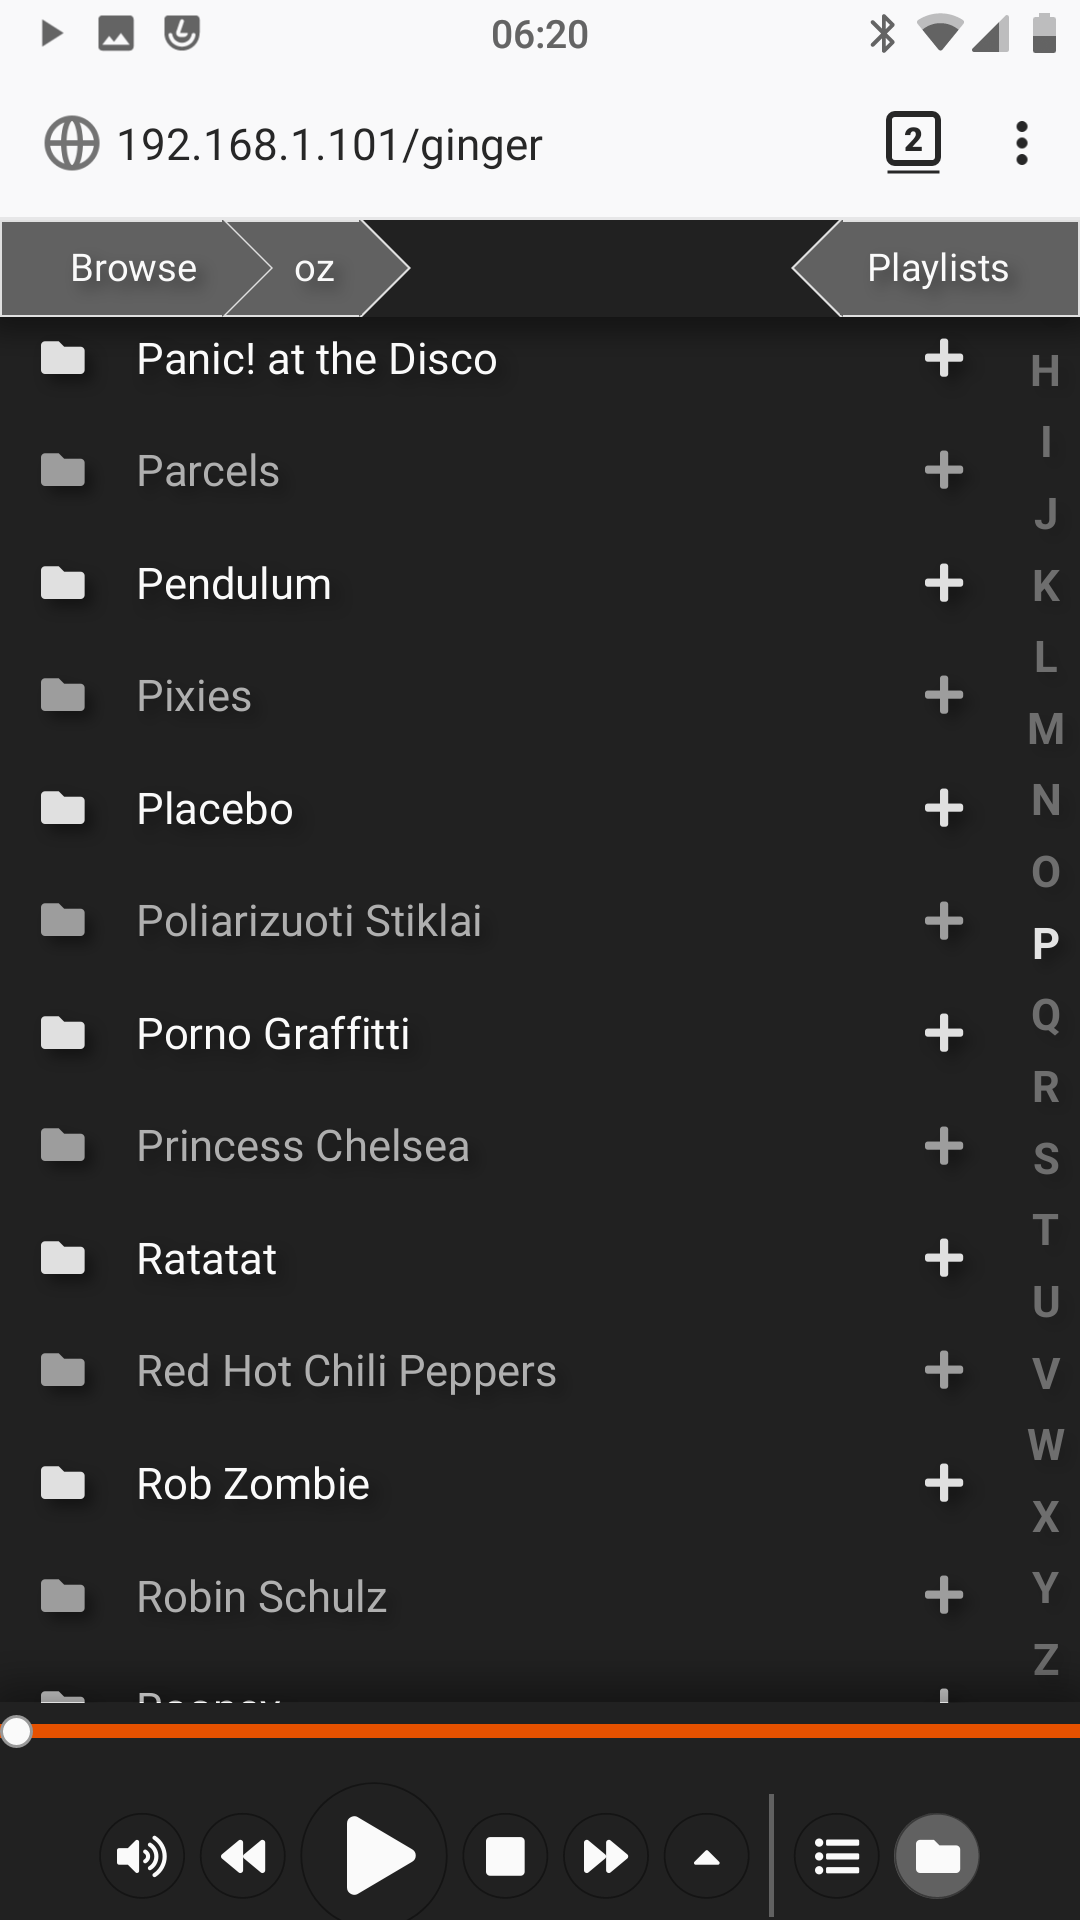 06:20
192.168.1.101/ginger
2
Browse
oz
Playlists
Panic! at the Disco
Parcels
Pendulum
Pixies
Placebo
Poliarizuoti Stiklai
Porno Graffitti
Princess Chelsea
Ratatat
Red Hot Chili Peppers
Rob Zombie
Robin Schulz
H
I
J
K
L
M
N
O
P
Q
R
S
T
U
V
W
X
Y
Z